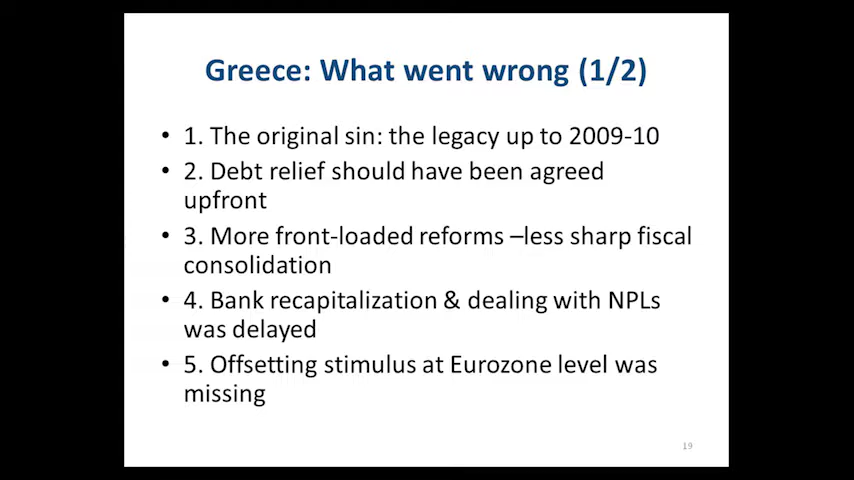 Greece: What went wrong (1/2)
• 1. The original sin: the legacy up to 2009-10
• 2. Debt relief should have been agreed
upfront
• 3. More front-loaded reforms –less sharp fiscal
consolidation
• 4. Bank recapitalization & dealing with NPLs
was delayed
• 5. Offsetting stimulus at Eurozone level was
missing
19